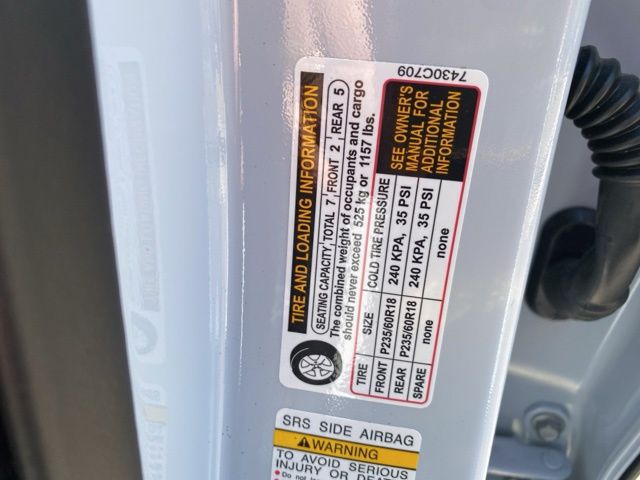 TIRE AND LOADING INFORMATION
SEATING CAPACITY TOTAL 7 FRONT 2 REAR 5
The combined weight of occupants and cargo
should never exceed 525 kg or 1157 lbs.
TIRE SIZE COLD TIRE PRESSURE
FRONT P235/60R18 240 KPA, 35 PSI
REAR P235/60R18 240 KPA, 35 PSI
SPARE none none
SEE OWNER'S
MANUAL FOR
ADDITIONAL
INFORMATION
7430C709
SRS SIDE AIRBAG
WARNING
TO AVOID SERIOUS
INJURY OR DEATH